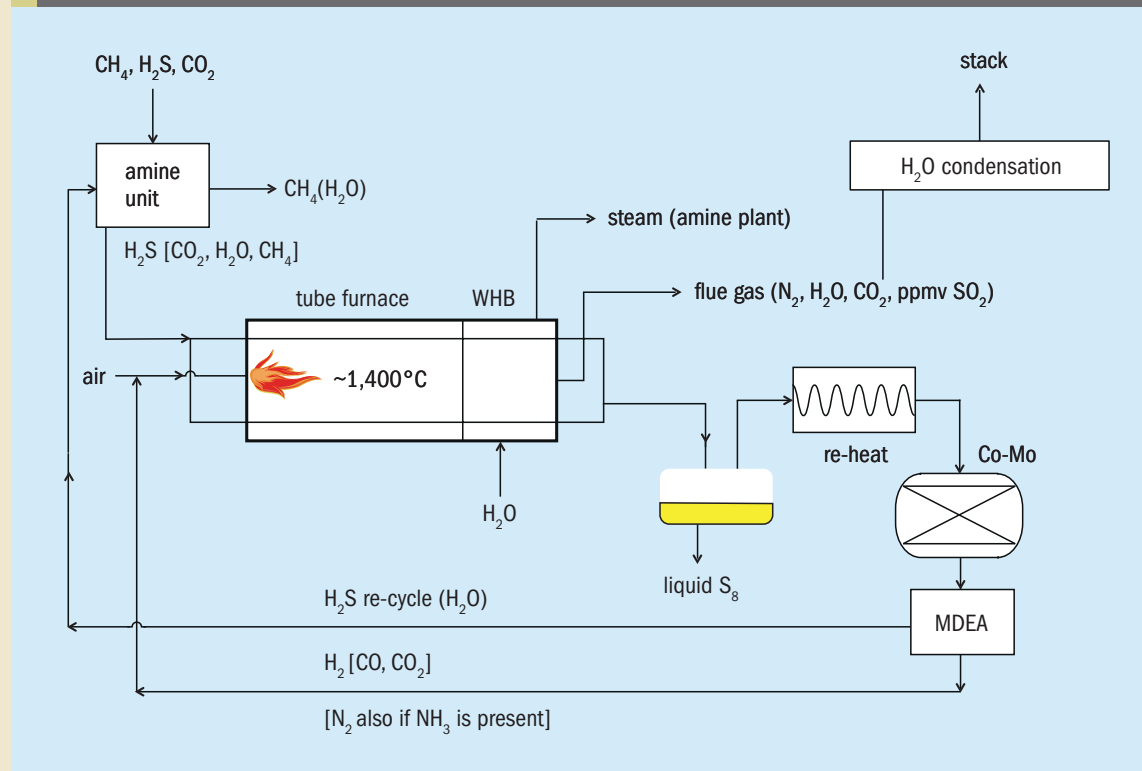 CH₄, H₂S, CO₂
stack
amine
unit
H₂O condensation
CH₄(H₂O)
steam (amine plant)
H₂S [CO₂, H₂O, CH₄]
tube furnace
WHB
flue gas (N₂, H₂O, CO₂, ppmv SO₂)
air
~1,400°C
re-heat
Co-Mo
H₂O
liquid S₈
H₂S re-cycle (H₂O)
MDEA
H₂ [CO, CO₂]
[N₂ also if NH₃ is present]